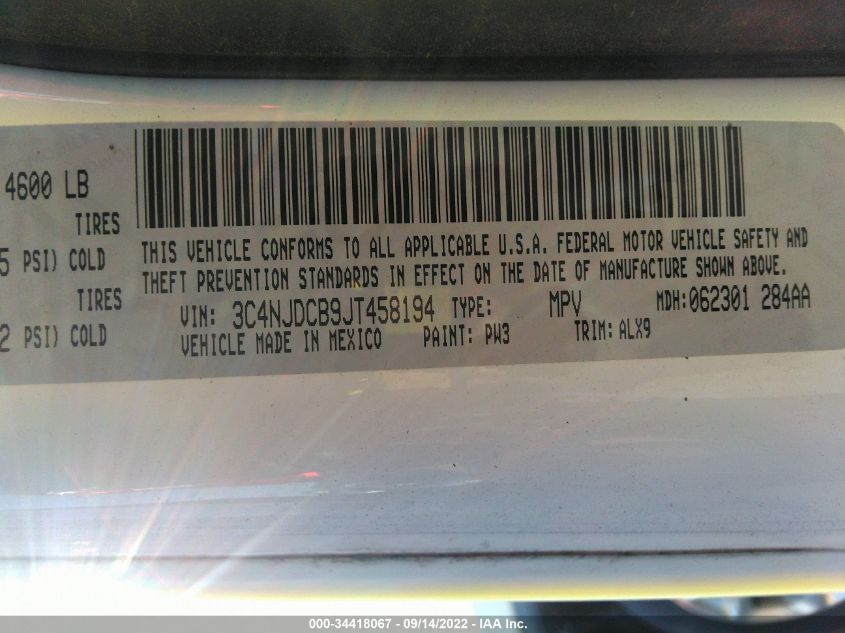 4600 LB
TIRES
5 PSI) COLD
TIRES
2 PSI) COLD
THIS VEHICLE CONFORMS TO ALL APPLICABLE U.S.A. FEDERAL MOTOR VEHICLE SAFETY AND
THEFT PREVENTION STANDARDS IN EFFECT ON THE DATE OF MANUFACTURE SHOWN ABOVE.
VIN: 3C4NJDCB9JT458194 TYPE: MPV MDH:062301 284AA
VEHICLE MADE IN MEXICO PAINT: PW3 TRIM: ALX9
000-34418067 - 09/14/2022 - IAA Inc.